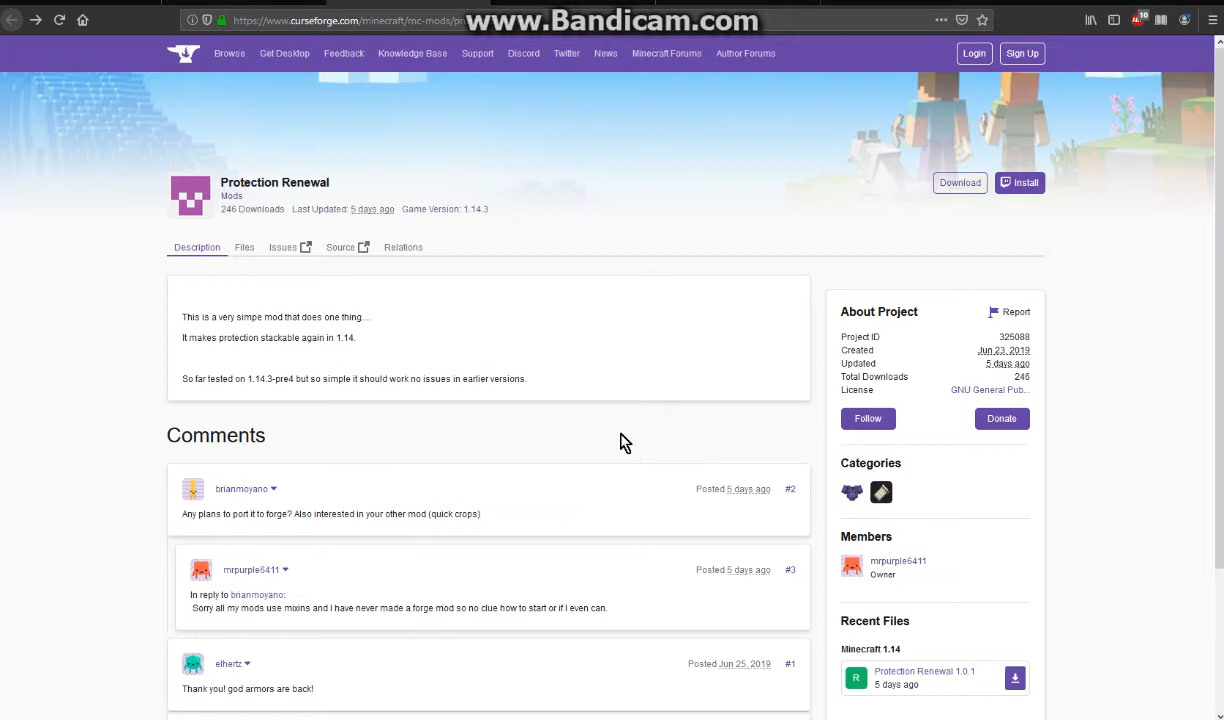 https://www.curseforge.com/minecraft/mc-mods/pr
www.Bandicam.com
10
Browse Get Desktop Feedback Knowledge Base Support Discord Twitter News Minecraft Forums Author Forums Login Sign Up
Protection Renewal
Mods
246 Downloads Last Updated: 5 days ago Game Version: 1.14.3
Download Install
Description Files Issues Source Relations
This is a very simpe mod that does one thing....
It makes protection stackable again in 1.14.
So far tested on 1.14.3-pre4 but so simple it should work no issues in earlier versions.
Comments
brianmoyano Posted 5 days ago #2
Any plans to port it to forge? Also interested in your other mod (quick crops)
mrpurple6411 Posted 5 days ago #3
In reply to brianmoyano:
Sorry all my mods use mixins and I have never made a forge mod so no clue how to start or if I even can.
elhertz Posted Jun 25, 2019 #1
Thank you! god armors are back!
About Project Report
Project ID 325088
Created Jun 23, 2019
Updated 5 days ago
Total Downloads 246
License GNU General Pub...
Follow Donate
Categories
Members
mrpurple6411
Owner
Recent Files
Minecraft 1.14
R Protection Renewal 1.0.1
5 days ago